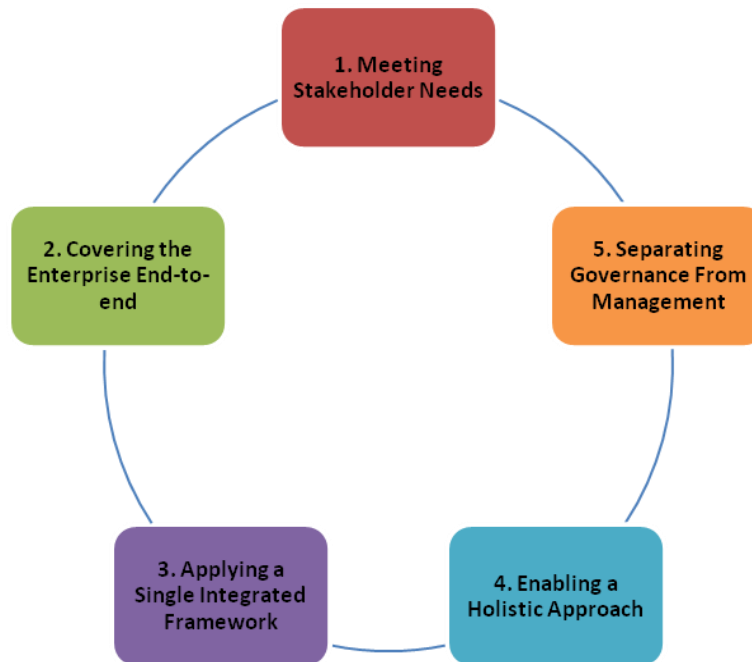 1. Meeting
Stakeholder Needs
2. Covering the
Enterprise End-to-
end
3. Applying a
Single Integrated
Framework
4. Enabling a
Holistic Approach
5. Separating
Governance From
Management